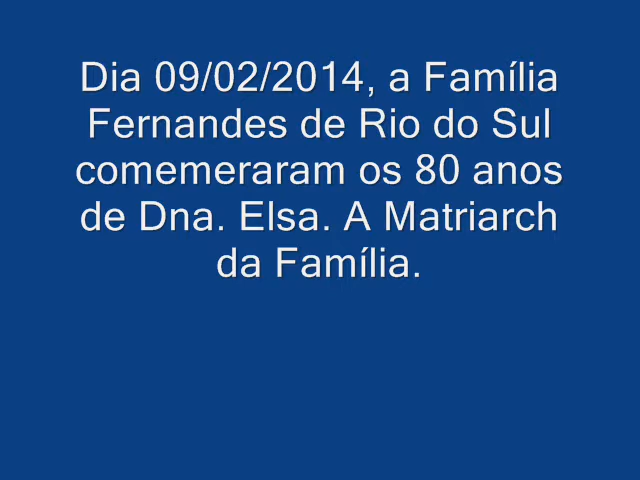 Dia 09/02/2014, a Família
Fernandes de Rio do Sul
comemeraram os 80 anos
de Dna. Elsa. A Matriarch
da Família.